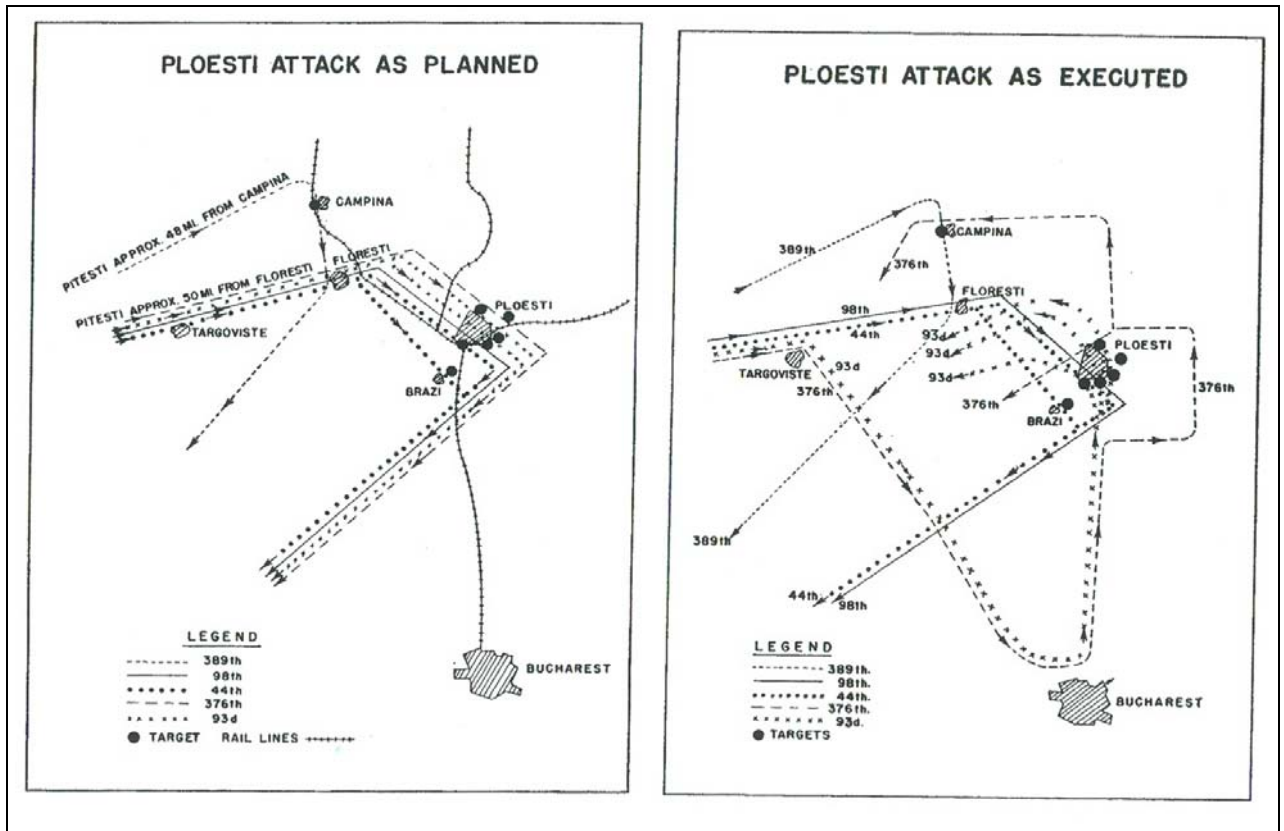 PLOESTI ATTACK AS PLANNED
PITESTI APPROX. 48 MI. FROM CAMPINA
CAMPINA
PITESTI APPROX. 50 MI. FROM FLORESTI
FLORESTI
TARGOVISTE
PLOESTI
BRAZI
LEGEND
389th
98th
44th
376th
93d
TARGET RAIL LINES
BUCHAREST
PLOESTI ATTACK AS EXECUTED
389th
CAMPINA
376th
FLORESTI
98th
44th
93d
93d
93d
PLOESTI
TARGOVISTE
93d
376th
376th
376th
BRAZI
389th
44th
98th
LEGEND
389th.
98th.
44th.
376th.
93d.
TARGETS
BUCHAREST